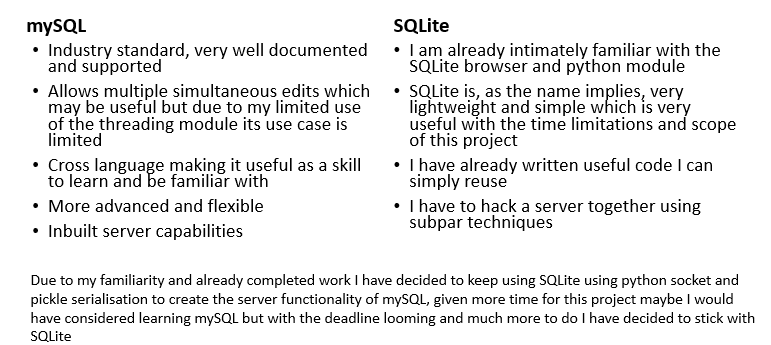 mySQL
• Industry standard, very well documented
and supported
• Allows multiple simultaneous edits which
may be useful but due to my limited use
of the threading module its use case is
limited
• Cross language making it useful as a skill
to learn and be familiar with
• More advanced and flexible
• Inbuilt server capabilities
SQLite
• I am already intimately familiar with the
SQLite browser and python module
• SQLite is, as the name implies, very
lightweight and simple which is very
useful with the time limitations and scope
of this project
• I have already written useful code I can
simply reuse
• I have to hack a server together using
subpar techniques
Due to my familiarity and already completed work I have decided to keep using SQLite using python socket and
pickle serialisation to create the server functionality of mySQL, given more time for this project maybe I would
have considered learning mySQL but with the deadline looming and much more to do I have decided to stick with
SQLite